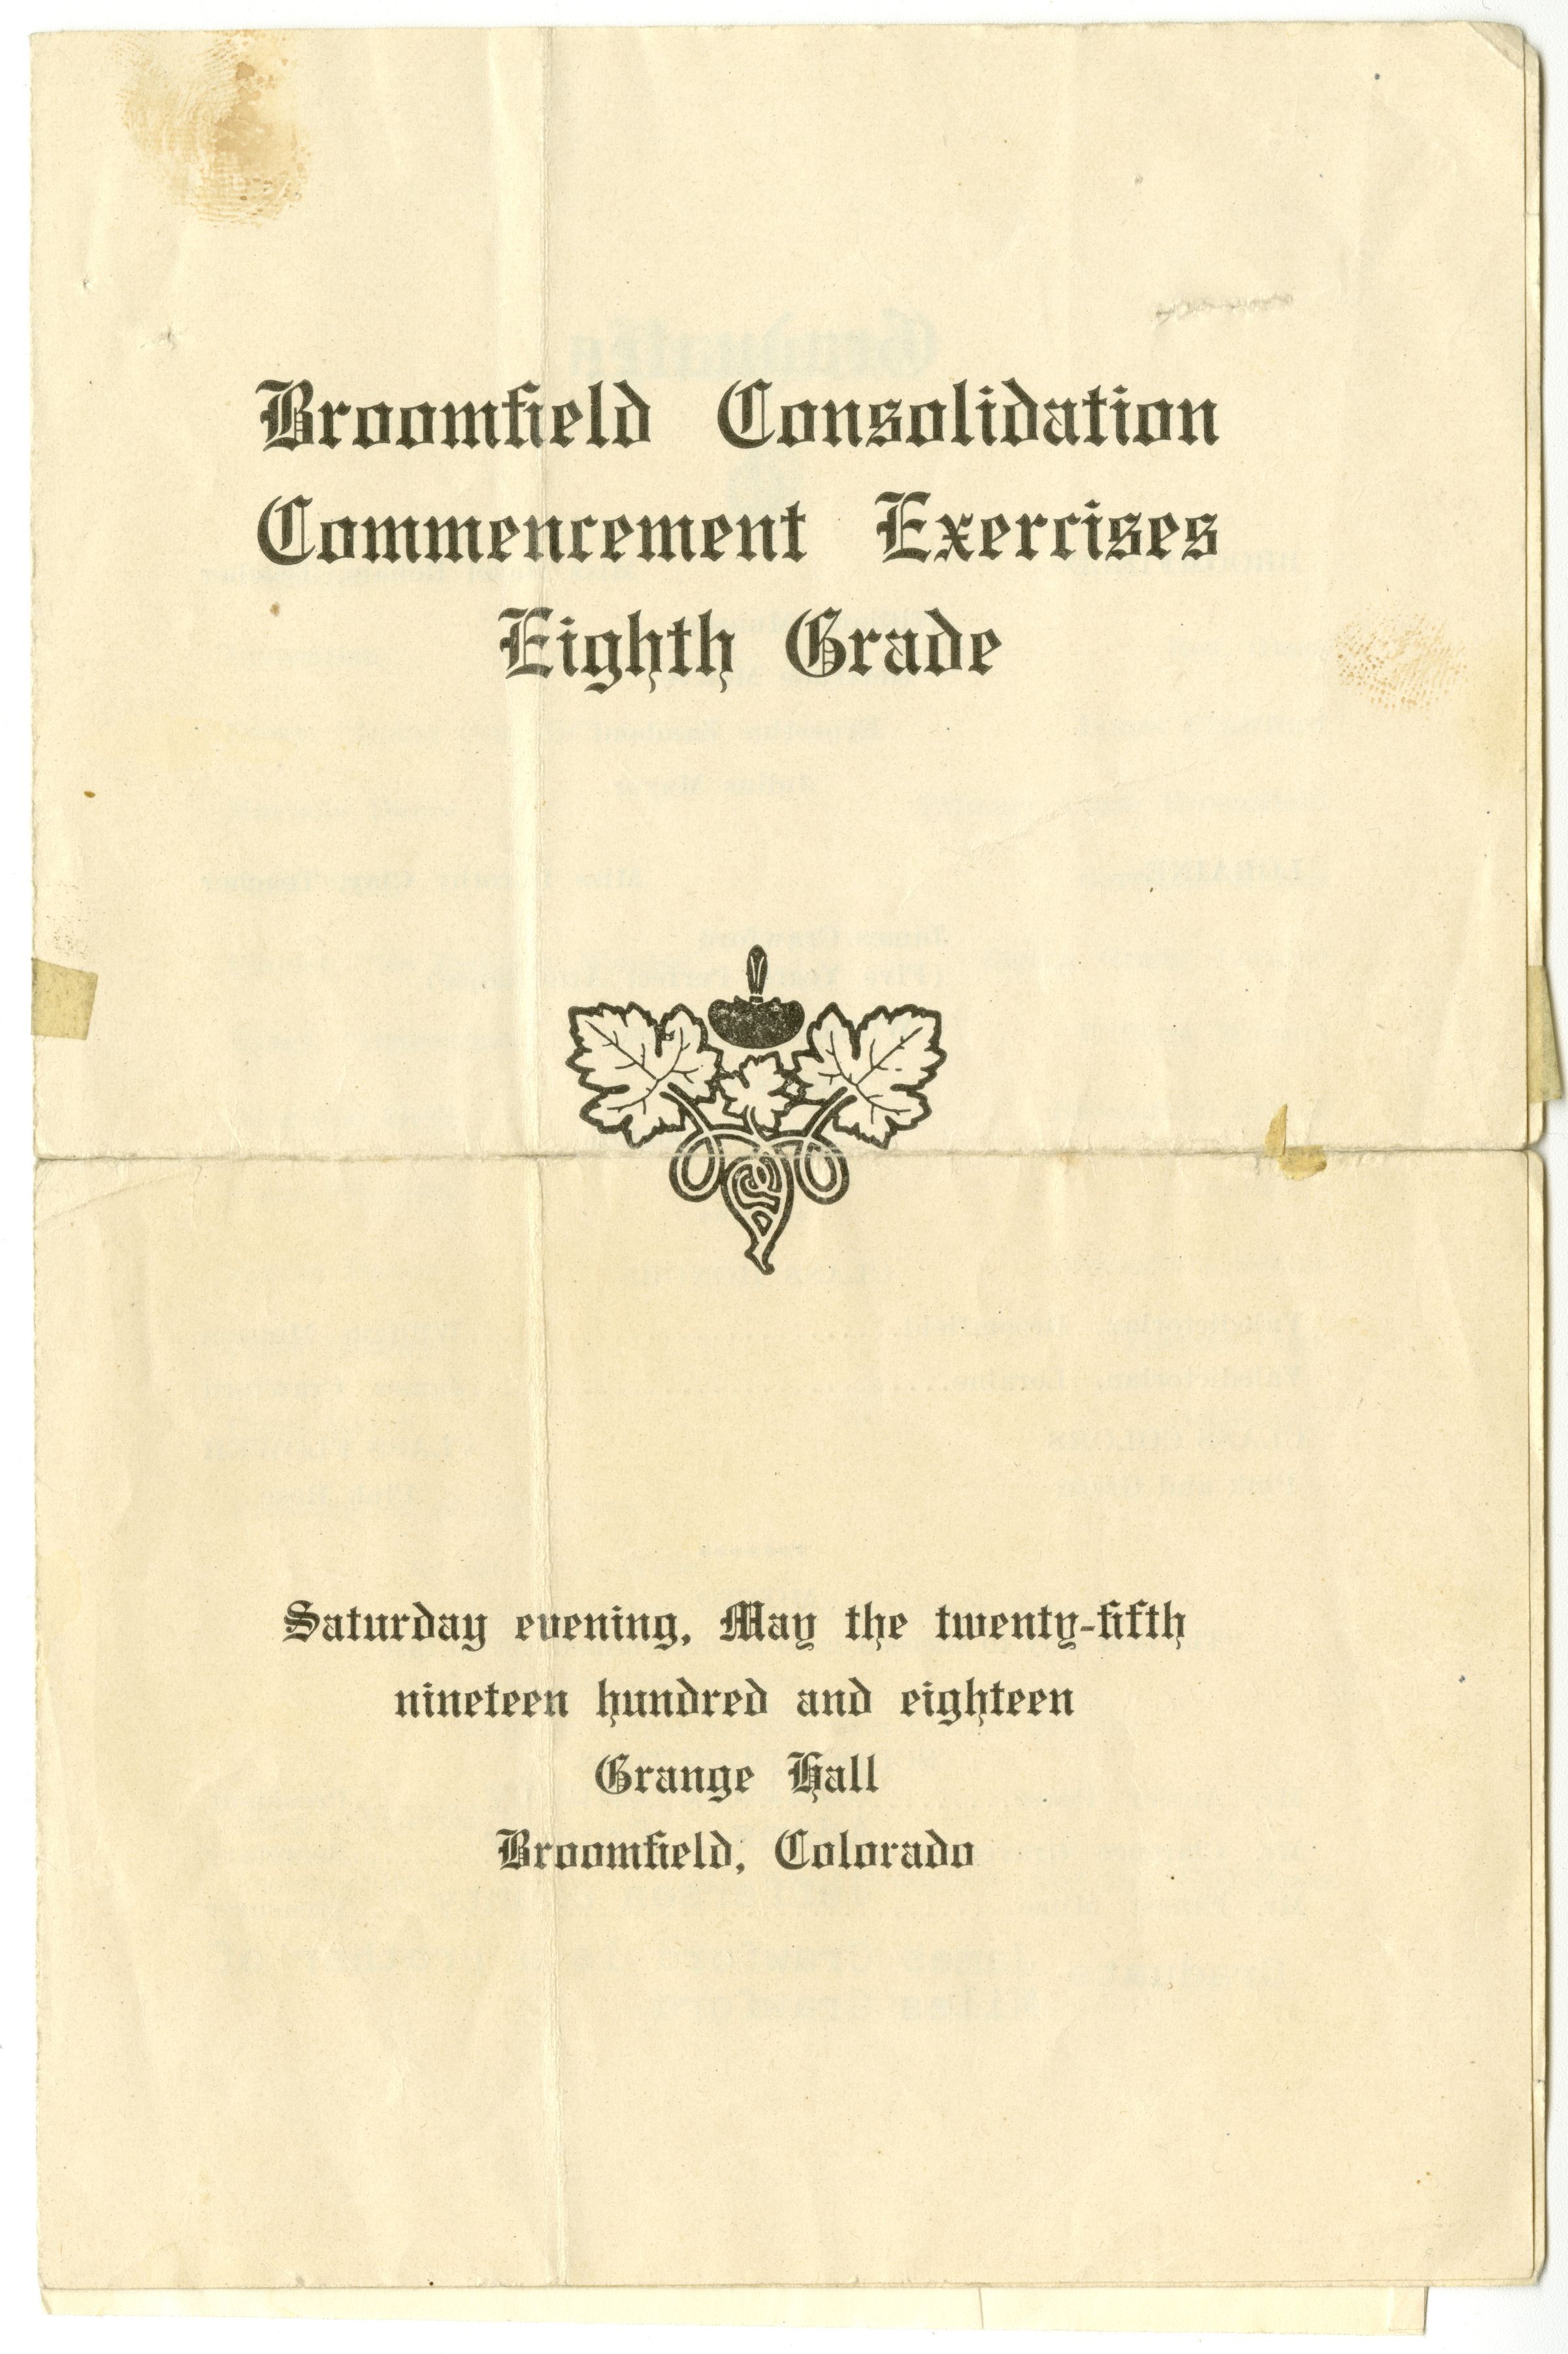 Broomfield Consolidation
Commencement Exercises
Eighth Grade
Saturday evening, May the twenty-fifth
nineteen hundred and eighteen
Grange Hall
Broomfield, Colorado